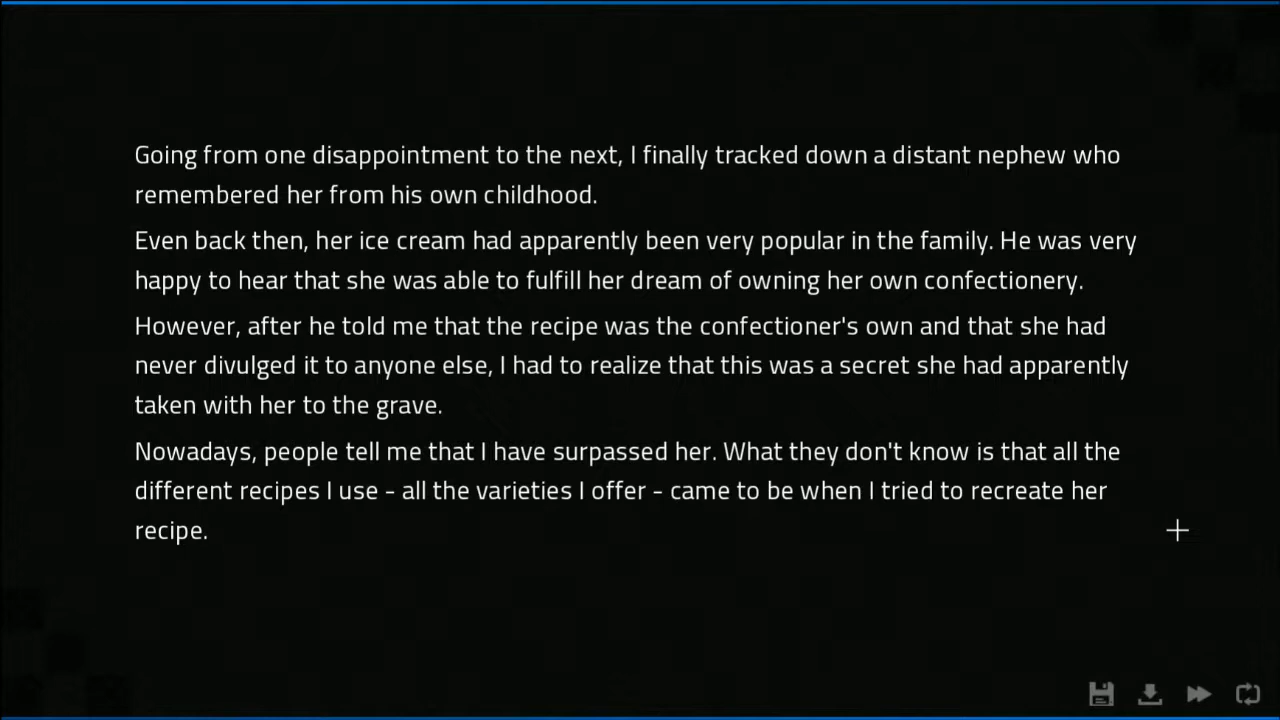 Going from one disappointment to the next, I finally tracked down a distant nephew who
remembered her from his own childhood.
Even back then, her ice cream had apparently been very popular in the family. He was very
happy to hear that she was able to fulfill her dream of owning her own confectionery.
However, after he told me that the recipe was the confectioner's own and that she had
never divulged it to anyone else, I had to realize that this was a secret she had apparently
taken with her to the grave.
Nowadays, people tell me that I have surpassed her. What they don't know is that all the
different recipes I use - all the varieties I offer - came to be when I tried to recreate her
recipe.